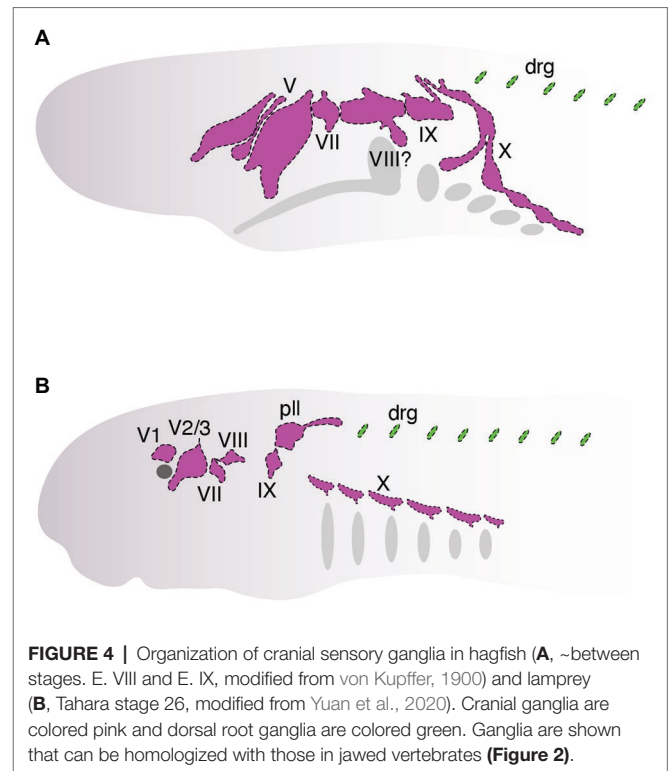 A
V
drg
VII
IX
VIII?
X
B
pll
drg
V1
V2/3
VIII
VII
IX
X
FIGURE 4 | Organization of cranial sensory ganglia in hagfish (A, ~between
stages. E. VIII and E. IX, modified from von Kupffer, 1900) and lamprey
(B, Tahara stage 26, modified from Yuan et al., 2020). Cranial ganglia are
colored pink and dorsal root ganglia are colored green. Ganglia are shown
that can be homologized with those in jawed vertebrates (Figure 2).